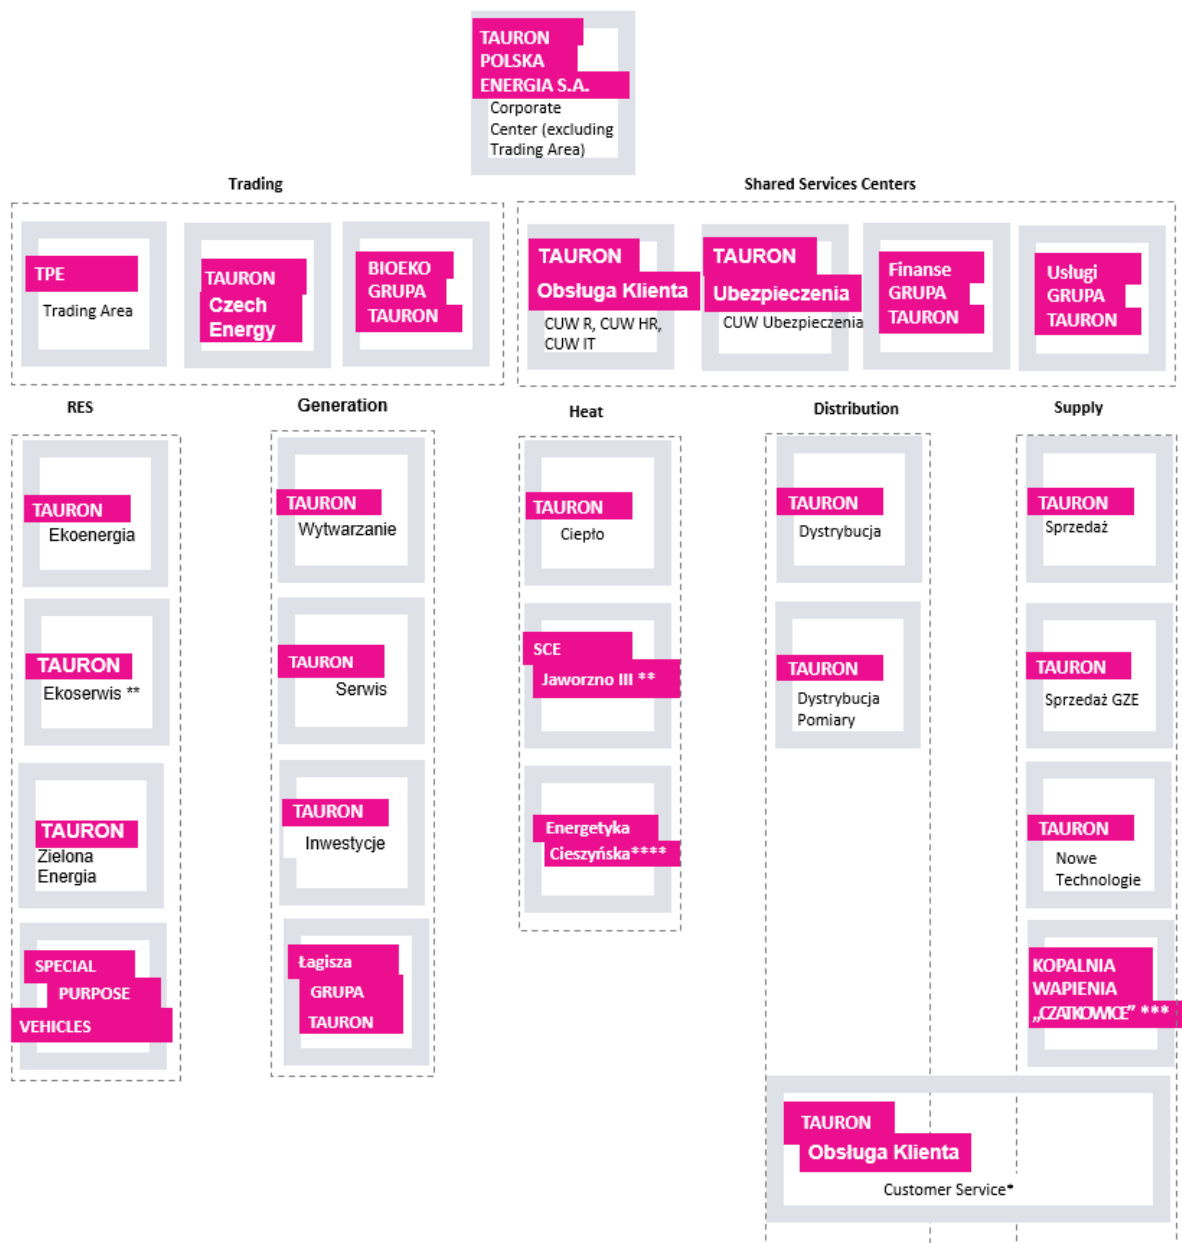 TAURON
POLSKA
ENERGIA S.A.
Corporate
Center (excluding
Trading Area)
Trading
Shared Services Centers
TPE
Trading Area
TAURON
Czech
Energy
BIOEKO
GRUPA
TAURON
TAURON
Obsługa Klienta
CUW R, CUW HR,
CUW IT
TAURON
Ubezpieczenia
CUW Ubezpieczenia
Finanse
GRUPA
TAURON
Usługi
GRUPA
TAURON
RES
Generation
Heat
Distribution
Supply
TAURON
Ekoenergia
TAURON
Ekoserwis **
TAURON
Zielona
Energia
SPECIAL
PURPOSE
VEHICLES
TAURON
Wytwarzanie
TAURON
Serwis
TAURON
Inwestycje
Łagisza
GRUPA
TAURON
TAURON
Ciepło
SCE
Jaworzno III **
Energetyka
Cieszyńska****
TAURON
Dystrybucja
TAURON
Dystrybucja
Pomiary
TAURON
Sprzedaż
TAURON
Sprzedaż GZE
TAURON
Nowe
Technologie
KOPALNIA
WAPIENIA
„CZATKOWICE” ***
TAURON
Obsługa Klienta
Customer Service*